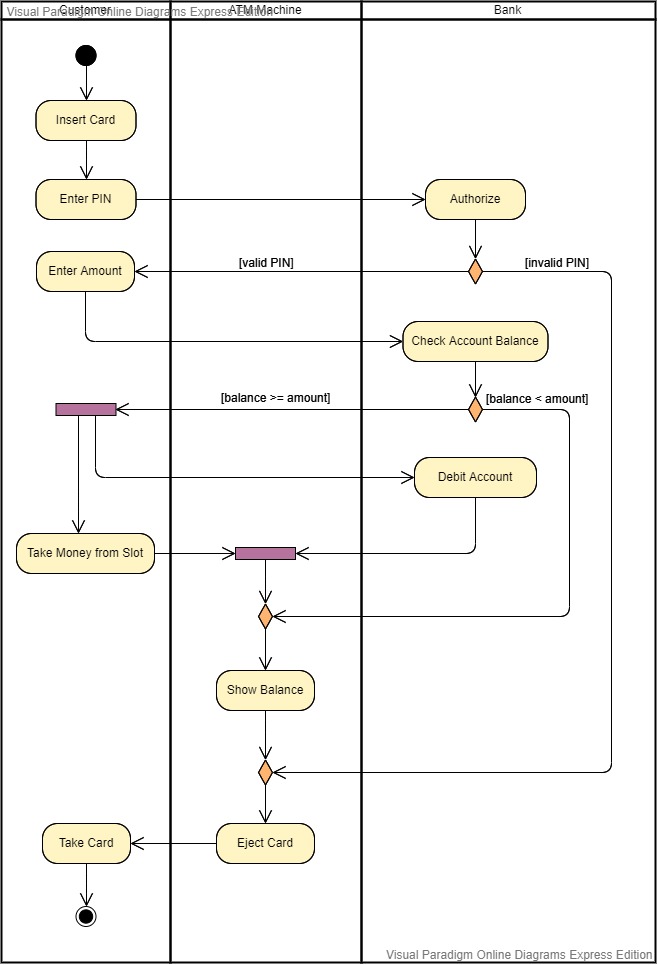 Visual Paradigm Online Diagrams Express Edition
Customer
ATM Machine
Bank
Insert Card
Enter PIN
Authorize
Enter Amount
[valid PIN]
[invalid PIN]
Check Account Balance
[balance >= amount]
[balance < amount]
Debit Account
Take Money from Slot
Show Balance
Take Card
Eject Card
Visual Paradigm Online Diagrams Express Edition